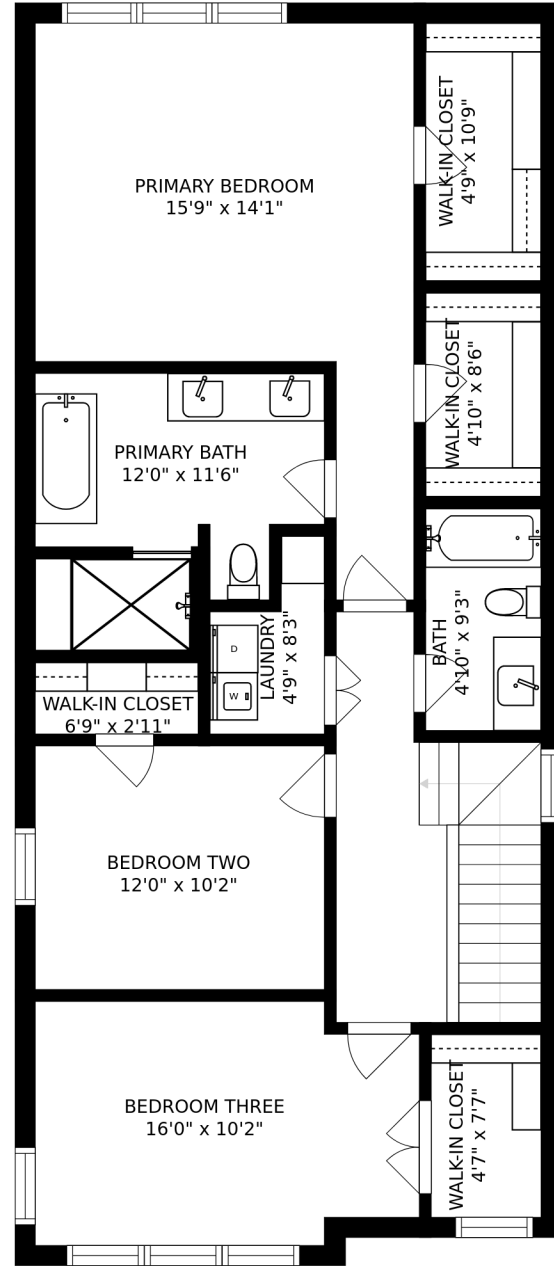 PRIMARY BEDROOM
15'9" x 14'1"
WALK-IN CLOSET
4'9" x 10'9"
WALK-IN CLOSET
4'10" x 8'6"
PRIMARY BATH
12'0" x 11'6"
BATH
4'10" x 9'3"
LAUNDRY
4'9" x 8'3"
D
W
WALK-IN CLOSET
6'9" x 2'11"
BEDROOM TWO
12'0" x 10'2"
BEDROOM THREE
16'0" x 10'2"
WALK-IN CLOSET
4'7" x 7'7"